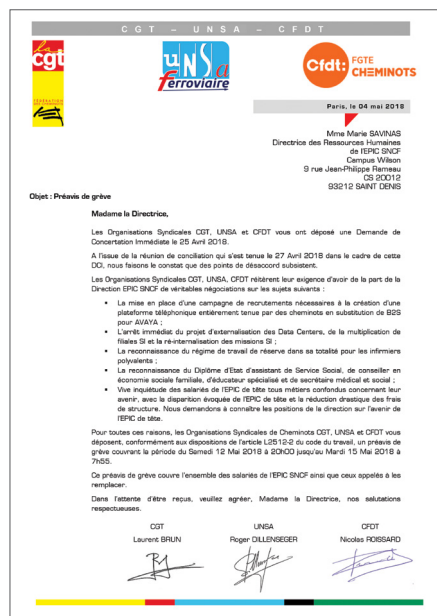 CGT – UNSA – CFDT
la
cgt
FÉDÉRATION
uNSa
ferroviaire
Cfdt:
FGTE
CHEMINOTS
Paris, le 04 mai 2018
Mme Marie SAVINAS
Directrice des Ressources Humaines
de l'EPIC SNCF
Campus Wilson
9 rue Jean-Philippe Rameau
CS 20012
93212 SAINT DENIS
Objet : Préavis de grève
Madame la Directrice,
Les Organisations Syndicales CGT, UNSA et CFDT vous ont déposé une Demande de
Concertation Immédiate le 25 Avril 2018.
A l'issue de la réunion de conciliation qui s'est tenue le 27 Avril 2018 dans le cadre de cette
DCI, nous faisons le constat que des points de désaccord subsistent.
Les Organisations Syndicales CGT, UNSA, CFDT réitèrent leur exigence d'avoir de la part de la
Direction EPIC SNCF de véritables négociations sur les sujets suivants :
• La mise en place d'une campagne de recrutements nécessaires à la création d'une
plateforme téléphonique entièrement tenue par des cheminots en substitution de B2S
pour AVAYA ;
• L'arrêt immédiat du projet d'externalisation des Data Centers, de la multiplication de
filiales SI et la ré-internalisation des missions SI ;
• La reconnaissance du régime de travail de réserve dans sa totalité pour les infirmiers
polyvalents ;
• La reconnaissance du Diplôme d'Etat d'assistant de Service Social, de conseiller en
économie sociale familiale, d'éducateur spécialisé et de secrétaire médical et social ;
• Vive inquiétude des salariés de l'EPIC de tête tous métiers confondus concernant leur
avenir, avec la disparition évoquée de l'EPIC de tête et la réduction drastique des frais
de structure. Nous demandons à connaître les positions de la direction sur l'avenir de
l'EPIC de tête.
Pour toutes ces raisons, les Organisations Syndicales de Cheminots CGT, UNSA et CFDT vous
déposent, conformément aux dispositions de l'article L2512-2 du code du travail, un préavis de
grève couvrant la période du Samedi 12 Mai 2018 à 20h00 jusqu'au Mardi 15 Mai 2018 à
7h55.
Ce préavis de grève couvre l'ensemble des salariés de l'EPIC SNCF ainsi que ceux appelés à les
remplacer.
Dans l'attente d'être reçus, veuillez agréer, Madame la Directrice, nos salutations
respectueuses.
CGT UNSA CFDT
Laurent BRUN Roger DILLENSEGER Nicolas ROISSARD